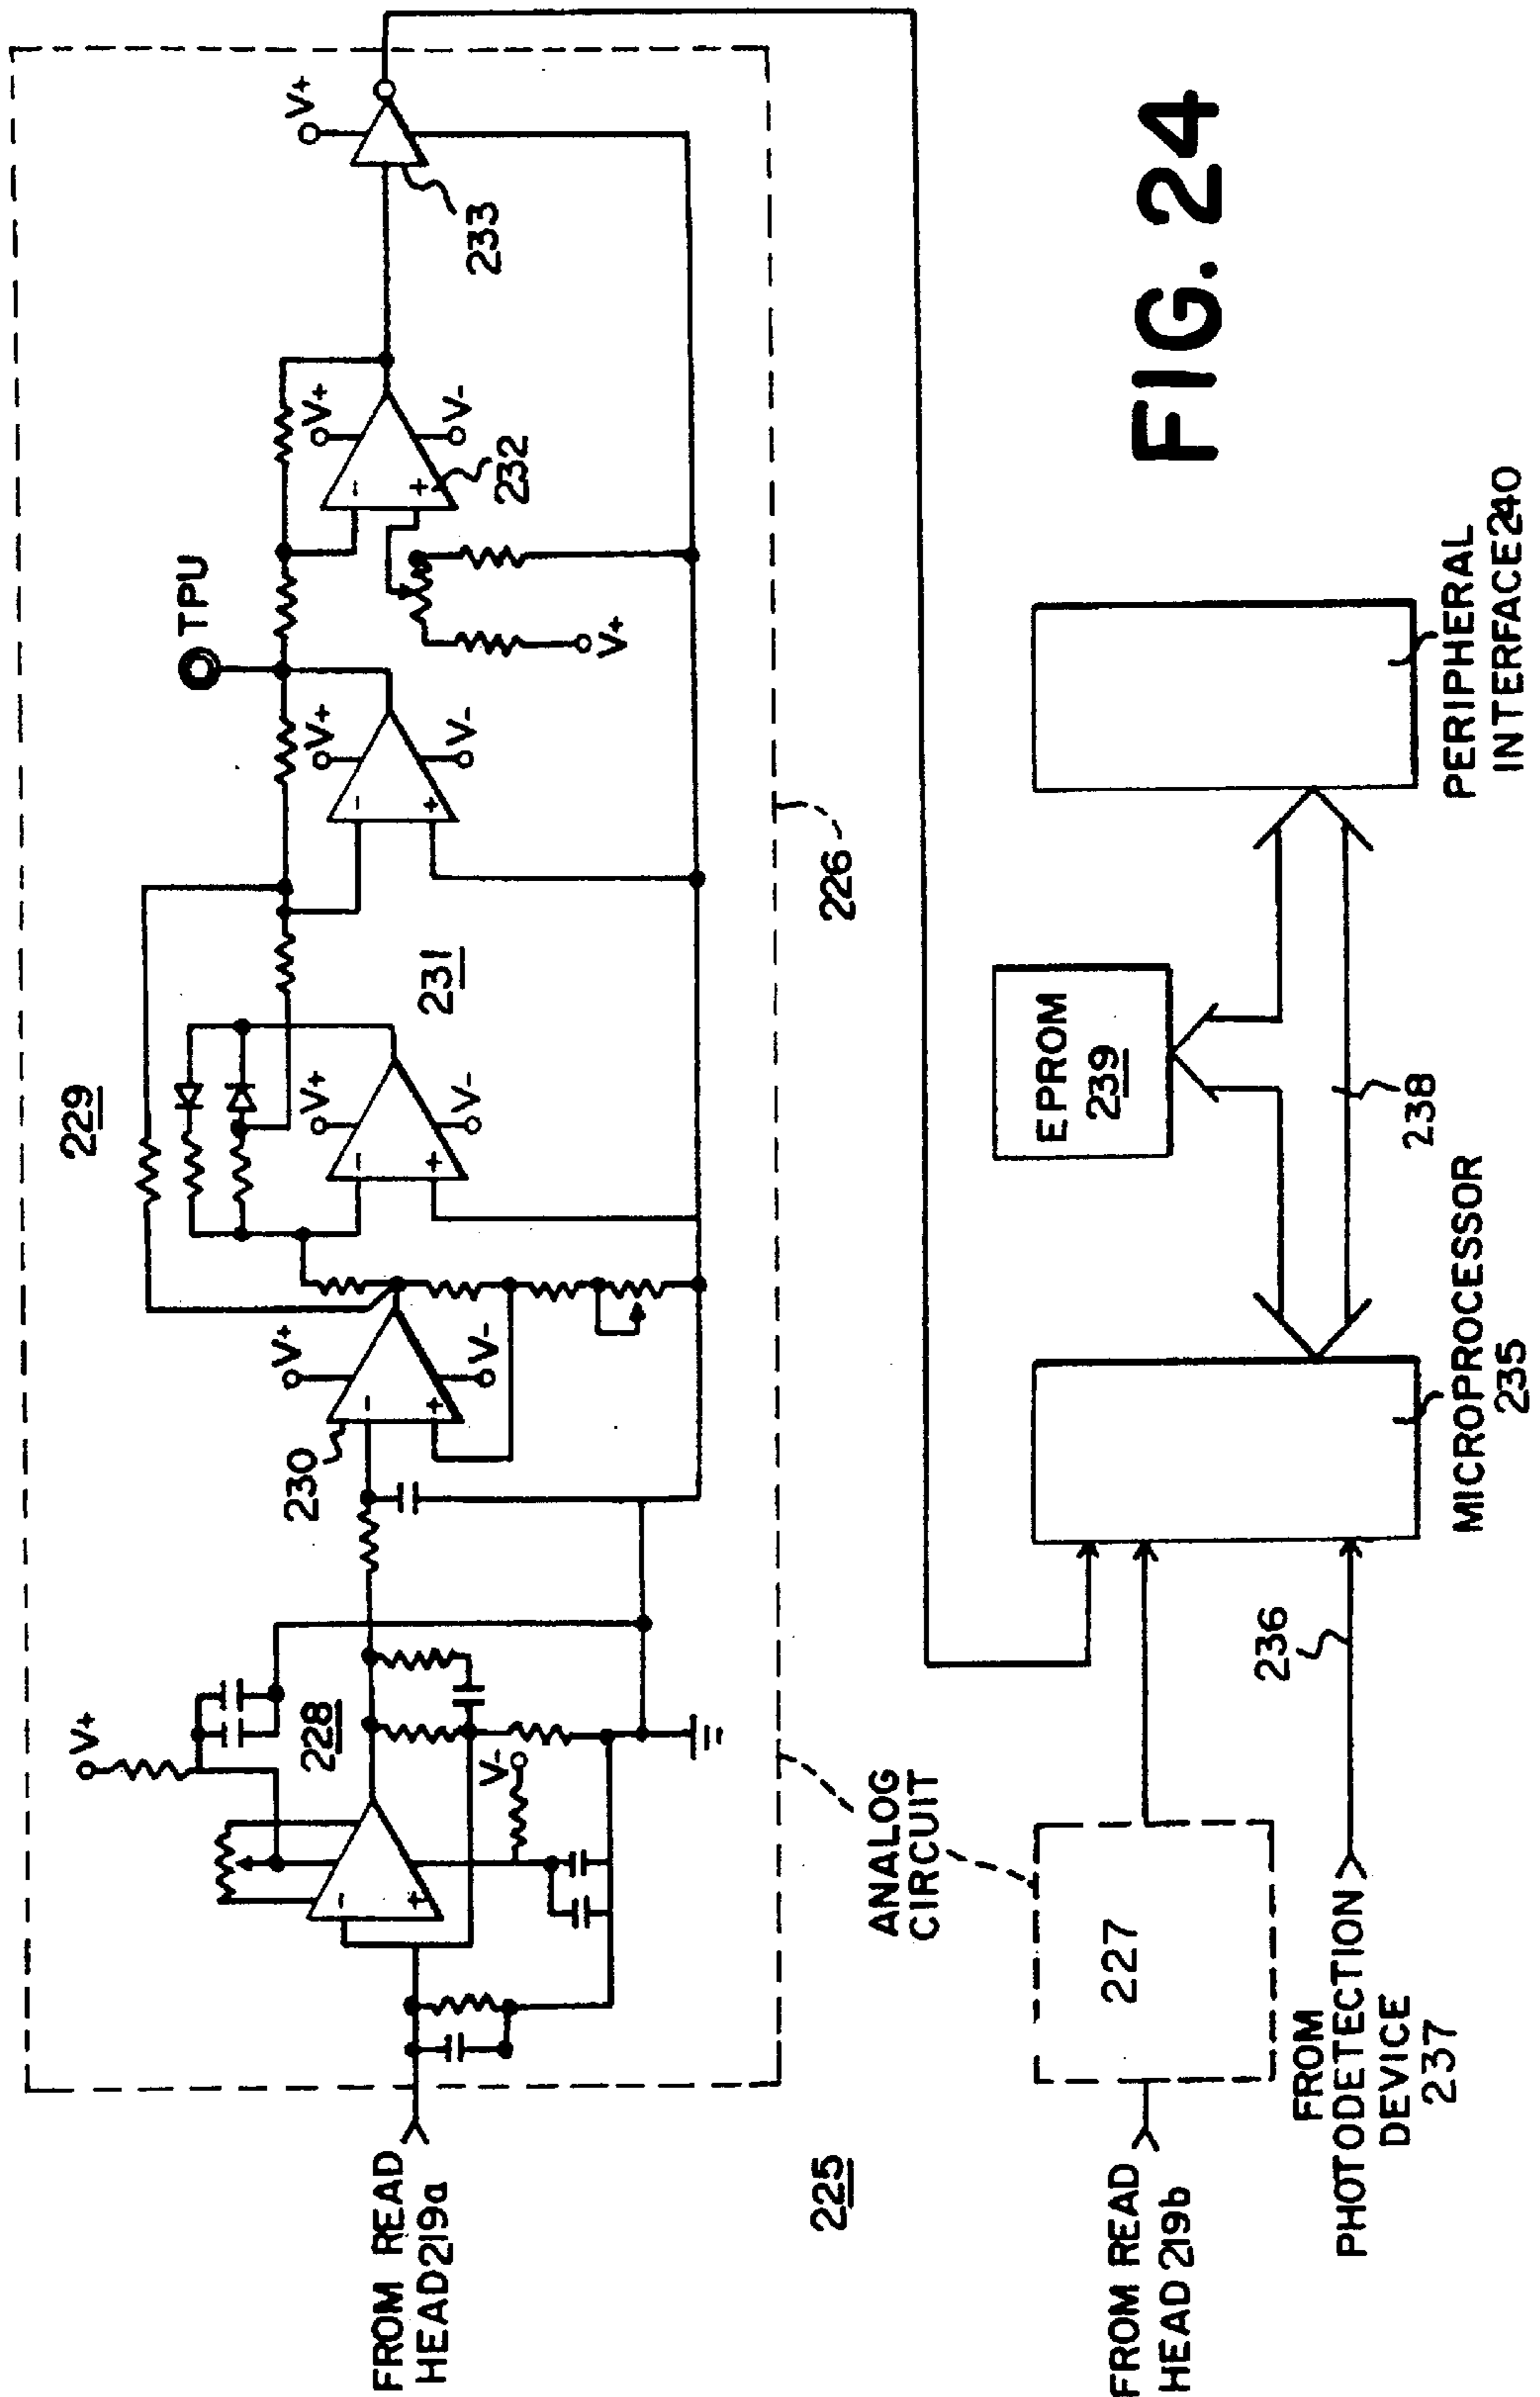 229
TPU
V+
V+
V+
V+
V+
V+
228
230
231
232
233
V-
V-
V-
V-
V-
V+
-
+
-
+
-
+
-
+
-
+
FROM READ
HEAD 219a
226
225
ANALOG
CIRCUIT
227
FROM READ
HEAD 219b
FROM
PHOTODETECTION
DEVICE
237
236
MICROPROCESSOR
235
EPROM
239
238
PERIPHERAL
INTERFACE 240
FIG. 24